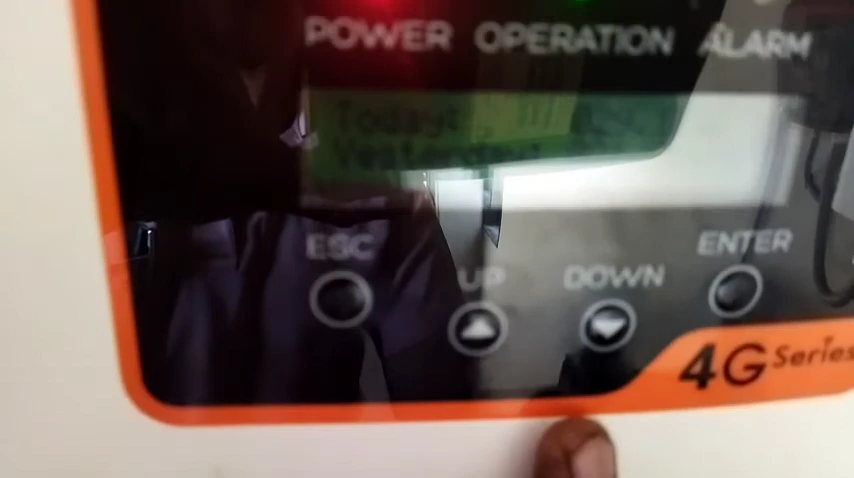 POWER OPERATION ALARM
Today:
Yesterday:
ESC
UP
DOWN
ENTER
4G Series